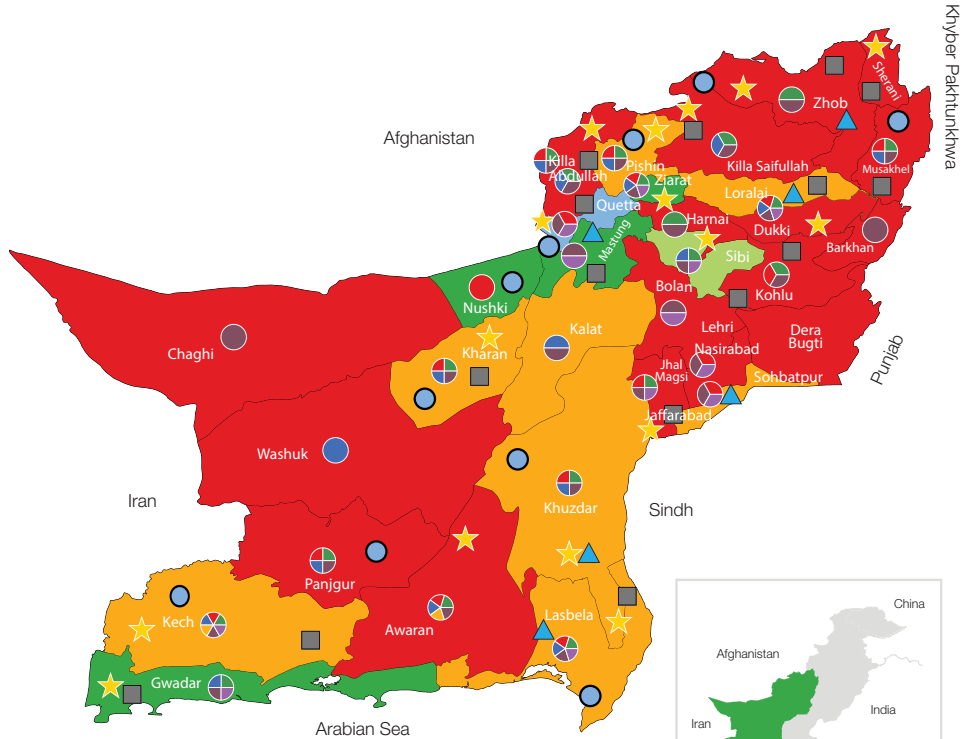 Khyber Pakhtunkhwa
Sherani
Afghanistan
Zhob
Killa
Abdullah
Pishin
Killa Saifullah
Musakhel
Ziarat
Loralai
Quetta
Harnai
Dukki
Mastung
Barkhan
Sibi
Bolan
Kohlu
Nushki
Kalat
Lehri
Dera
Bugti
Chaghi
Kharan
Nasirabad
Jhal
Magsi
Sohbatpur
Punjab
Jaffarabad
Washuk
Iran
Khuzdar
Sindh
Panjgur
Kech
Awaran
Lasbela
Gwadar
Arabian Sea
China
Afghanistan
India
Iran